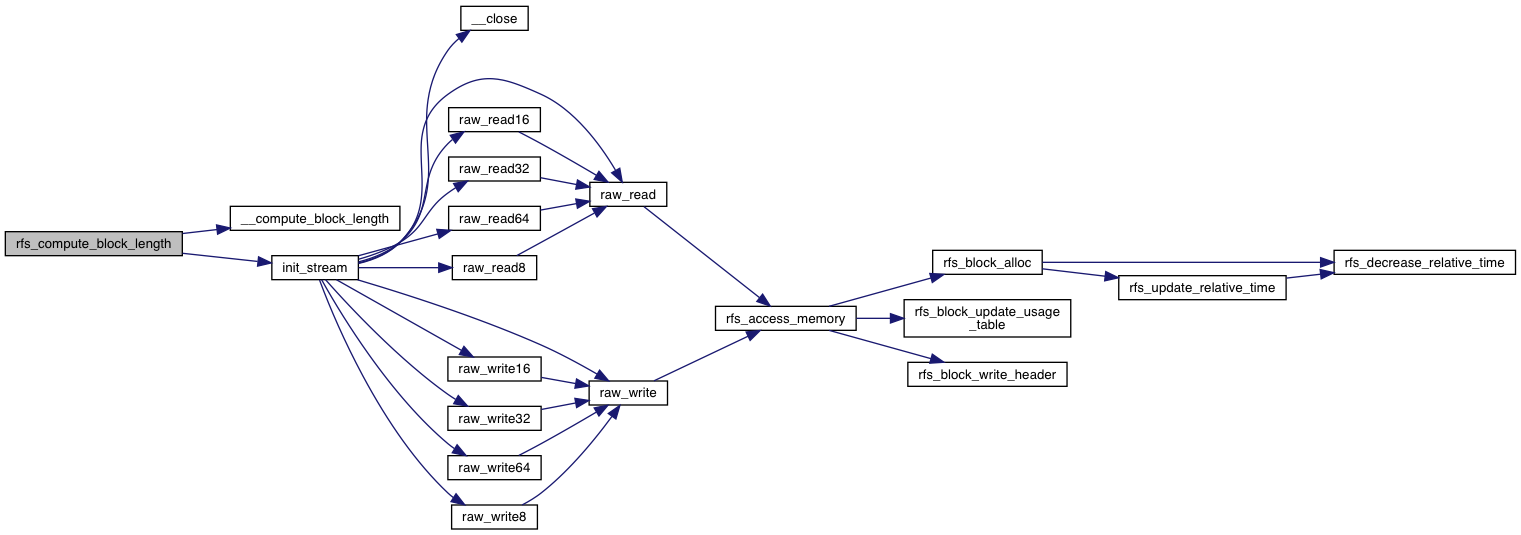 __close
raw_read16
raw_read32
raw_read
raw_read64
__compute_block_length
rfs_compute_block_length
init_stream
raw_read8
rfs_block_alloc
rfs_decrease_relative_time
rfs_update_relative_time
rfs_access_memory
rfs_block_update_usage
_table
raw_write16
rfs_block_write_header
raw_write
raw_write32
raw_write64
raw_write8